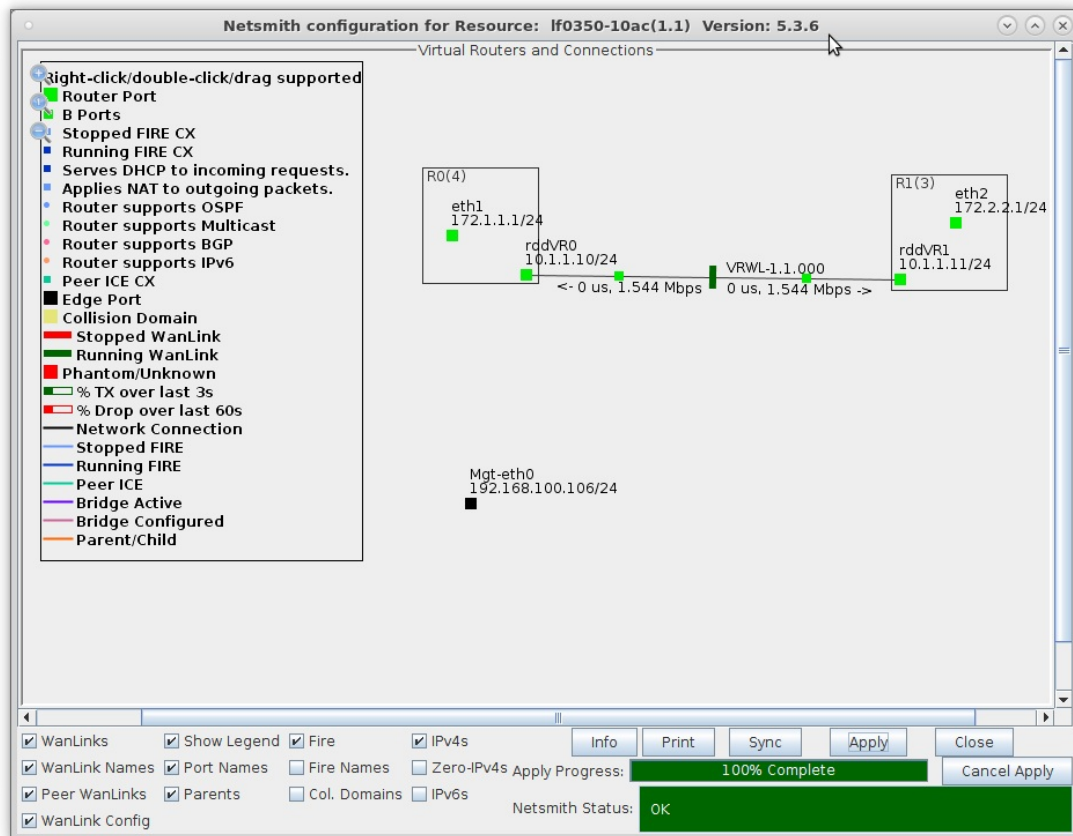 Netsmith configuration for Resource: lf0350-10ac(1.1) Version: 5.3.6
Virtual Routers and Connections
Right-click/double-click/drag supported
Router Port
B Ports
Stopped FIRE CX
Running FIRE CX
Serves DHCP to incoming requests.
Applies NAT to outgoing packets.
Router supports OSPF
Router supports Multicast
Router supports BGP
Router supports IPv6
Peer ICE CX
Edge Port
Collision Domain
Stopped WanLink
Running WanLink
Phantom/Unknown
% TX over last 3s
% Drop over last 60s
Network Connection
Stopped FIRE
Running FIRE
Peer ICE
Bridge Active
Bridge Configured
Parent/Child
R0(4)
eth1
172.1.1.1/24
rddVR0
10.1.1.10/24
VRWL-1.1.000
<- 0 us, 1.544 Mbps
0 us, 1.544 Mbps ->
R1(3)
eth2
172.2.2.1/24
rddVR1
10.1.1.11/24
Mgt-eth0
192.168.100.106/24
WanLinks Show Legend Fire IPv4s Info Print Sync Apply Close
WanLink Names Port Names Fire Names Zero-IPv4s Apply Progress: 100% Complete Cancel Apply
Peer WanLinks Parents Col. Domains IPv6s Netsmith Status: OK
WanLink Config